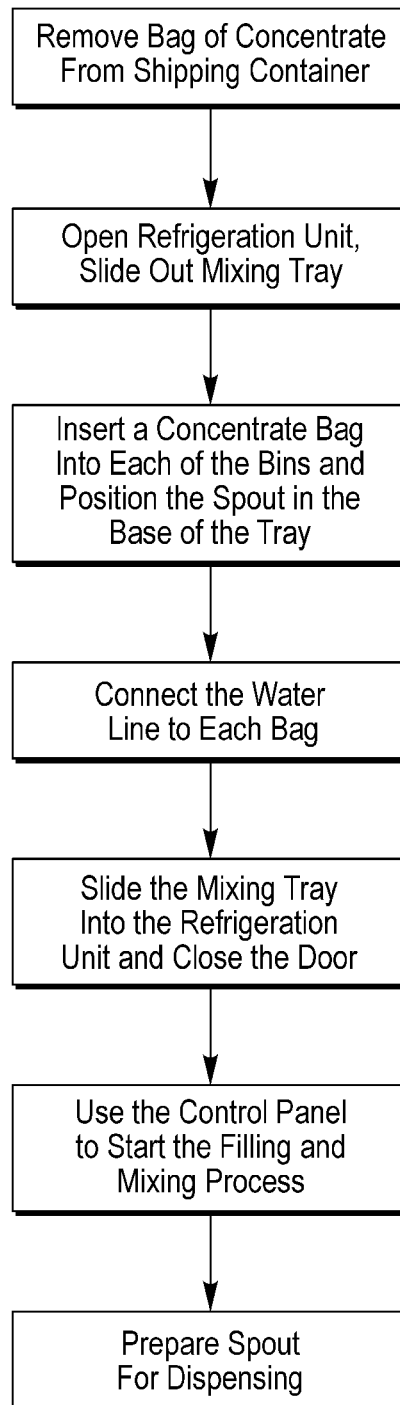 Remove Bag of Concentrate
From Shipping Container
Open Refrigeration Unit,
Slide Out Mixing Tray
Insert a Concentrate Bag
Into Each of the Bins and
Position the Spout in the
Base of the Tray
Connect the Water
Line to Each Bag
Slide the Mixing Tray
Into the Refrigeration
Unit and Close the Door
Use the Control Panel
to Start the Filling and
Mixing Process
Prepare Spout
For Dispensing